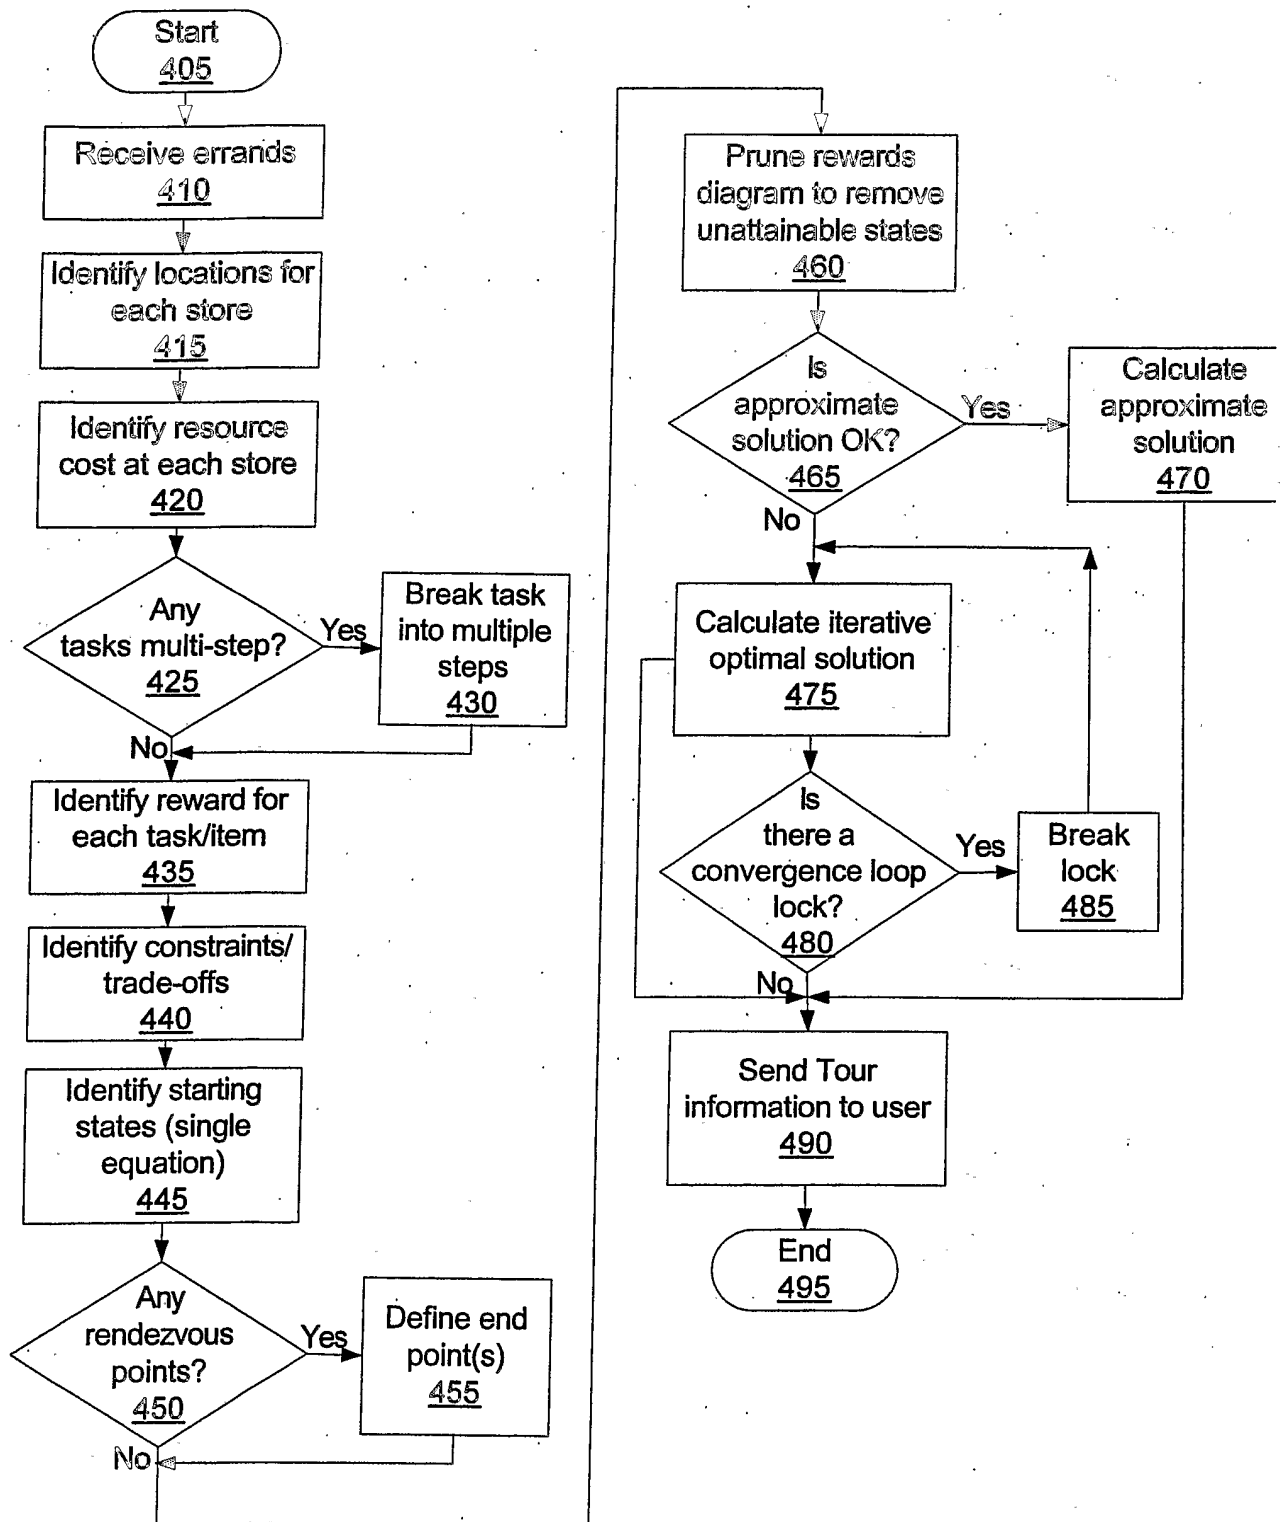 Start
405
Receive errands
410
Identify locations for
each store
415
Identify resource
cost at each store
420
Any
tasks multi-step?
425
Yes
Break task
into multiple
steps
430
No
Identify reward for
each task/item
435
Identify constraints/
trade-offs
440
Identify starting
states (single
equation)
445
Any
rendezvous
points?
450
Yes
Define end
point(s)
455
No
Prune rewards
diagram to remove
unattainable states
460
Is
approximate
solution OK?
465
Yes
Calculate
approximate
solution
470
No
Calculate iterative
optimal solution
475
Is
there a
convergence loop
lock?
480
Yes
Break
lock
485
No
Send Tour
information to user
490
End
495